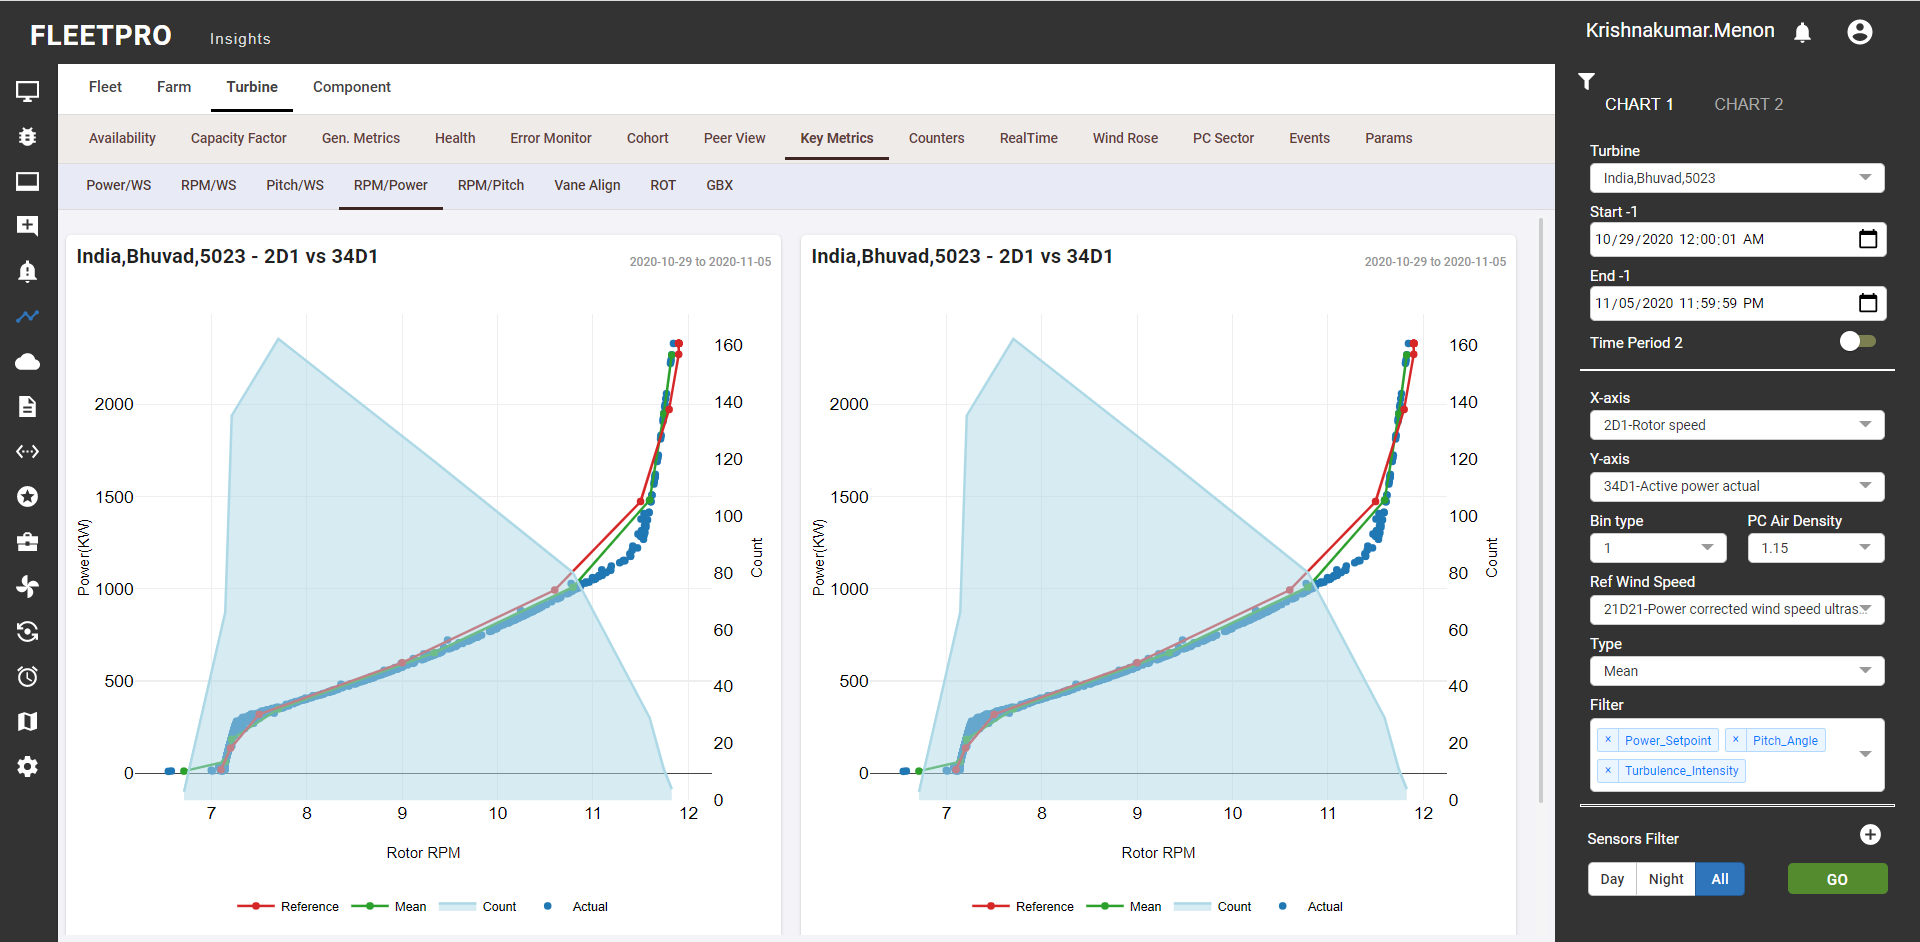 FLEETPRO Insights Krishnakumar.Menon
Fleet Farm Turbine Component
Availability Capacity Factor Gen. Metrics Health Error Monitor Cohort Peer View Key Metrics Counters RealTime Wind Rose PC Sector Events Params
Power/WS RPM/WS Pitch/WS RPM/Power RPM/Pitch Vane Align ROT GBX
India,Bhuvad,5023 - 2D1 vs 34D1
2020-10-29 to 2020-11-05
2000
1500
1000
500
0
Power(KW)
160
140
120
100
80
60
40
20
0
Count
7 8 9 10 11 12
Rotor RPM
Reference Mean Count Actual
India,Bhuvad,5023 - 2D1 vs 34D1
2020-10-29 to 2020-11-05
2000
1500
1000
500
0
Power(KW)
160
140
120
100
80
60
40
20
0
Count
7 8 9 10 11 12
Rotor RPM
Reference Mean Count Actual
CHART 1 CHART 2
Turbine
India,Bhuvad,5023
Start -1
10/29/2020 12:00:01 AM
End -1
11/05/2020 11:59:59 PM
Time Period 2
X-axis
2D1-Rotor speed
Y-axis
34D1-Active power actual
Bin type PC Air Density
1 1.15
Ref Wind Speed
21D21-Power corrected wind speed ultras...
Type
Mean
Filter
× Power_Setpoint × Pitch_Angle
× Turbulence_Intensity
Sensors Filter
Day Night All GO